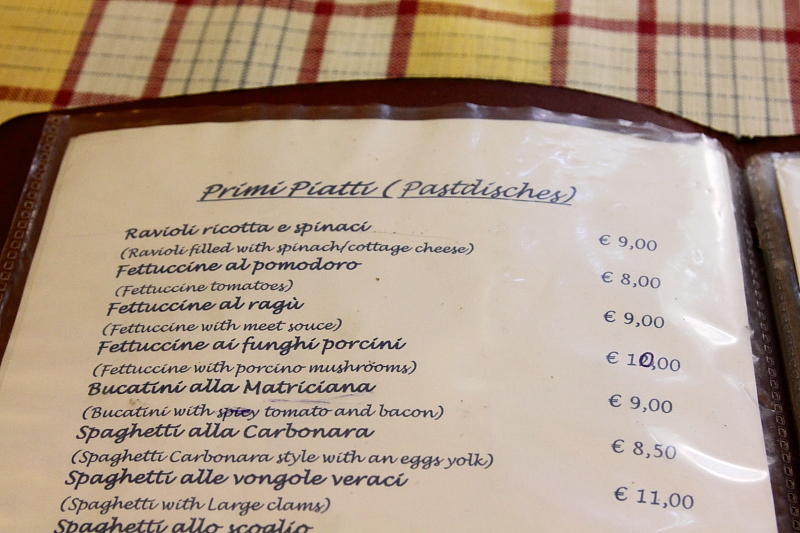 Primi Piatti ( Pastdisches)
Ravioli ricotta e spinaci
(Ravioli filled with spinach/cottage cheese) € 9,00
Fettuccine al pomodoro
(Fettuccine tomatoes) € 8,00
Fettuccine al ragù
(Fettuccine with meet souce) € 9,00
Fettuccine ai funghi porcini
(Fettuccine with porcino mushrooms) € 10,00
Bucatini alla Matriciana
(Bucatini with spicy tomato and bacon) € 9,00
Spaghetti alla Carbonara
(Spaghetti Carbonara style with an eggs yolk) € 8,50
Spaghetti alle vongole veraci
(Spaghetti with Large clams) € 11,00
Spaghetti allo scoglio